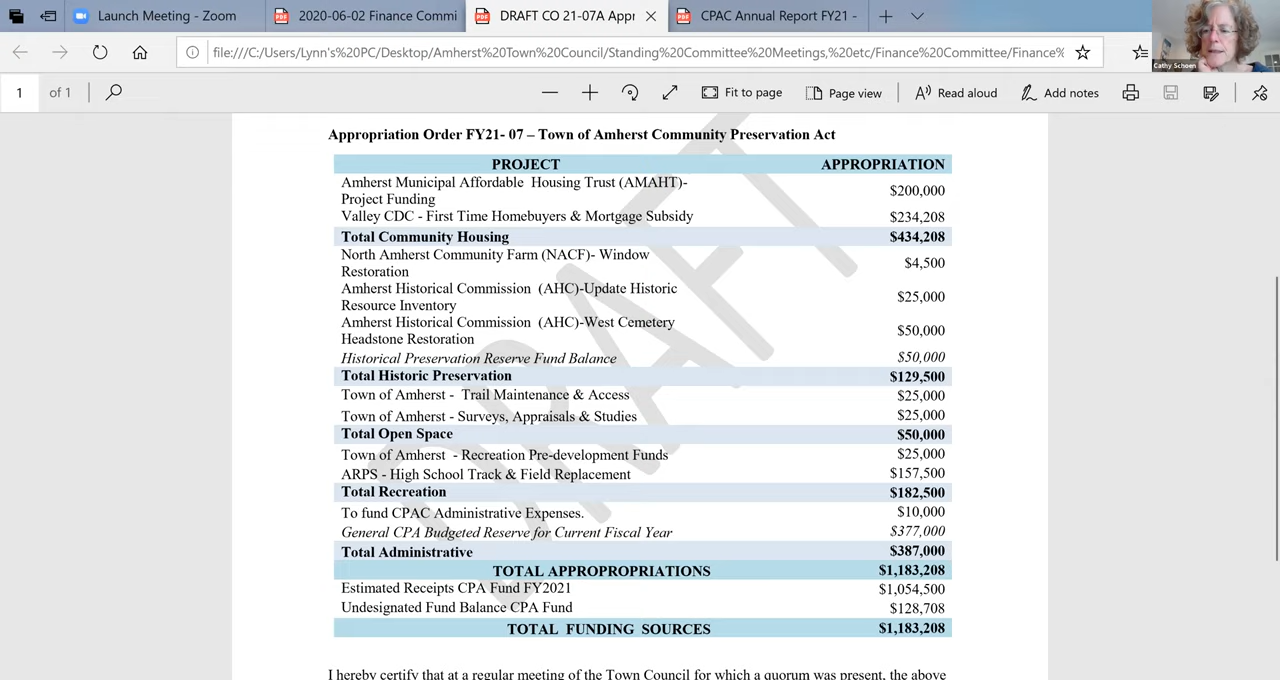 Launch Meeting - Zoom
2020-06-02 Finance Commi
DRAFT CO 21-07A Appr
CPAC Annual Report FY21 -
file:///C:/Users/Lynn's%20PC/Desktop/Amherst%20Town%20Council/Standing%20Committee%20Meetings,%20etc/Finance%20Committee/Finance%
Cathy Schoen
1 of 1
Fit to page
Page view
Read aloud
Add notes
Appropriation Order FY21- 07 – Town of Amherst Community Preservation Act
PROJECT APPROPRIATION
Amherst Municipal Affordable Housing Trust (AMAHT)-
Project Funding $200,000
Valley CDC - First Time Homebuyers & Mortgage Subsidy $234,208
Total Community Housing $434,208
North Amherst Community Farm (NACF)- Window
Restoration $4,500
Amherst Historical Commission (AHC)-Update Historic
Resource Inventory $25,000
Amherst Historical Commission (AHC)-West Cemetery
Headstone Restoration $50,000
Historical Preservation Reserve Fund Balance $50,000
Total Historic Preservation $129,500
Town of Amherst - Trail Maintenance & Access $25,000
Town of Amherst - Surveys, Appraisals & Studies $25,000
Total Open Space $50,000
Town of Amherst - Recreation Pre-development Funds $25,000
ARPS - High School Track & Field Replacement $157,500
Total Recreation $182,500
To fund CPAC Administrative Expenses. $10,000
General CPA Budgeted Reserve for Current Fiscal Year $377,000
Total Administrative $387,000
TOTAL APPROPROPRIATIONS $1,183,208
Estimated Receipts CPA Fund FY2021 $1,054,500
Undesignated Fund Balance CPA Fund $128,708
TOTAL FUNDING SOURCES $1,183,208
I hereby certify that at a regular meeting of the Town Council for which a quorum was present, the above
DRAFT